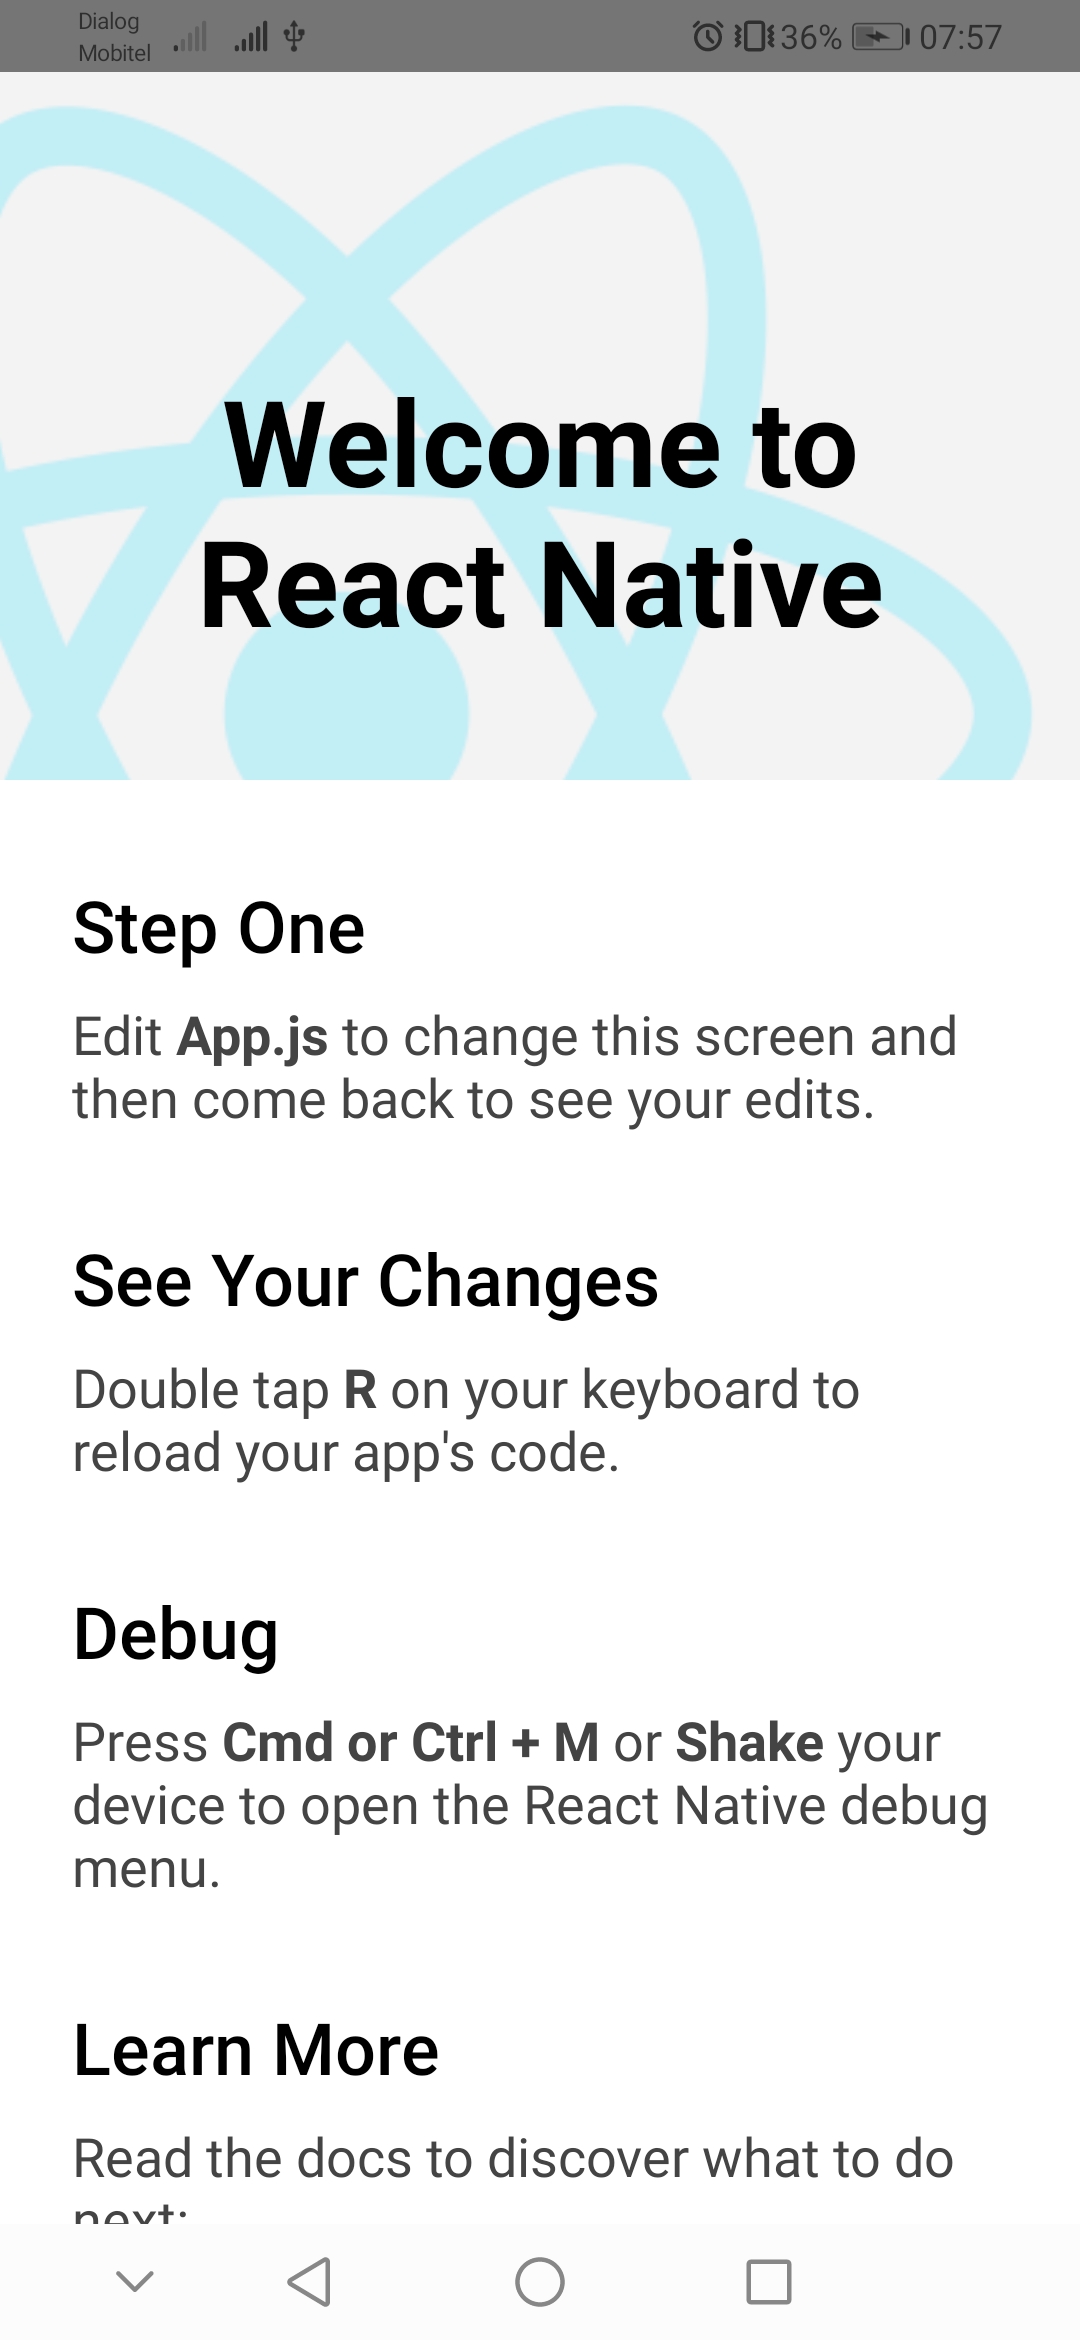 Dialog
Mobitel
36%
07:57
Welcome to
React Native
Step One
Edit App.js to change this screen and
then come back to see your edits.
See Your Changes
Double tap R on your keyboard to
reload your app's code.
Debug
Press Cmd or Ctrl + M or Shake your
device to open the React Native debug
menu.
Learn More
Read the docs to discover what to do
next: